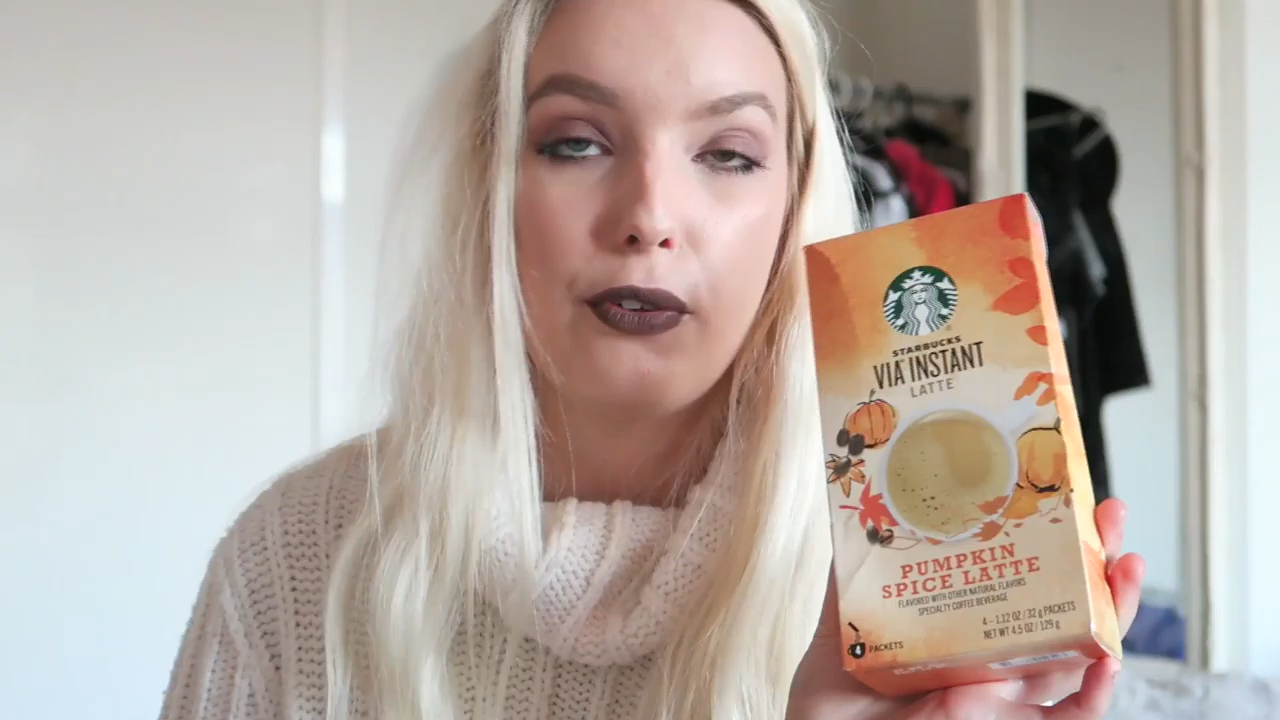 STARBUCKS
VIA INSTANT
LATTE
PUMPKIN
SPICE LATTE
FLAVORED WITH OTHER NATURAL FLAVORS
SPECIALTY COFFEE BEVERAGE
4 – 1.12 OZ / 32 g PACKETS
NET WT 4.5 OZ / 129 g
4 PACKETS